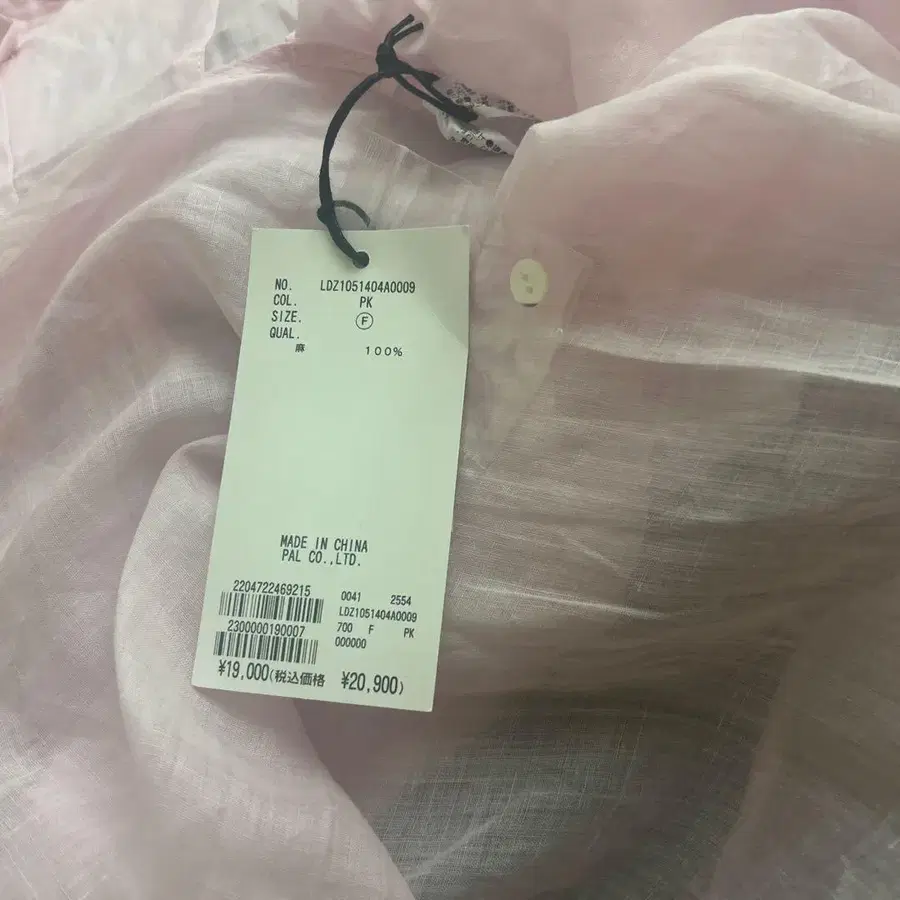 NO. LDZ1051404A0009
COL. PK
SIZE. F
QUAL.
麻 100%
MADE IN CHINA
PAL CO.,LTD.
2204722469215
2300000190007
0041 2554
LDZ1051404A0009
700 F PK
000000
¥19,000(税込価格 ¥20,900)